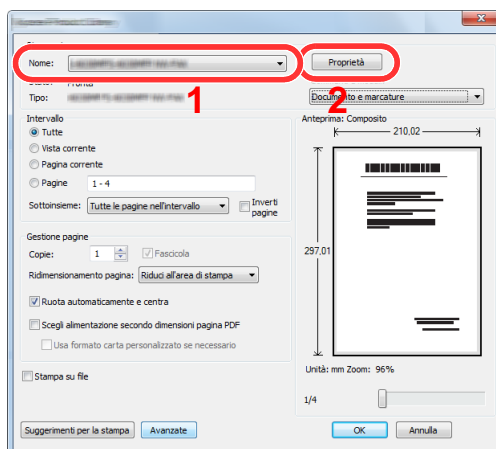 Nome:
Proprietà
1
2
Tipo:
Documento e marcature
Intervallo
Tutte
Vista corrente
Pagina corrente
Pagine 1 - 4
Sottoinsieme: Tutte le pagine nell'intervallo
Inverti
pagine
Anteprima: Composito
210,02
297,01
Gestione pagine
Copie: 1 Fascicola
Ridimensionamento pagina: Riduci all'area di stampa
Ruota automaticamente e centra
Scegli alimentazione secondo dimensioni pagina PDF
Usa formato carta personalizzato se necessario
Stampa su file
Unità: mm Zoom: 96%
1/4
Suggerimenti per la stampa Avanzate OK Annulla